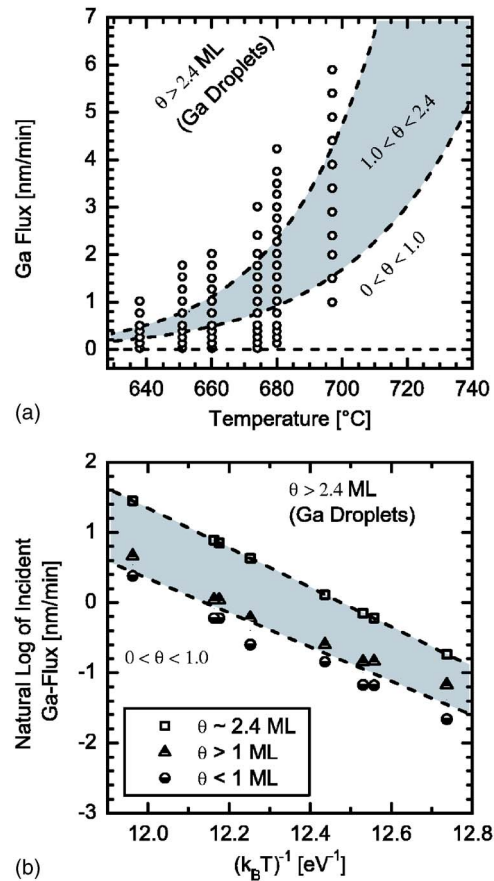 7
6
5
4
3
2
1
0
Ga Flux [nm/min]
θ > 2.4 ML
(Ga Droplets)
1.0 < θ < 2.4
0 < θ < 1.0
640 660 680 700 720 740
Temperature [°C]
(a)
2
1
0
-1
-2
-3
Natural Log of Incident
Ga-Flux [nm/min]
θ > 2.4 ML
(Ga Droplets)
0 < θ < 1.0
θ ~ 2.4 ML
θ > 1 ML
θ < 1 ML
12.0 12.2 12.4 12.6 12.8
(k_BT)⁻¹ [eV⁻¹]
(b)